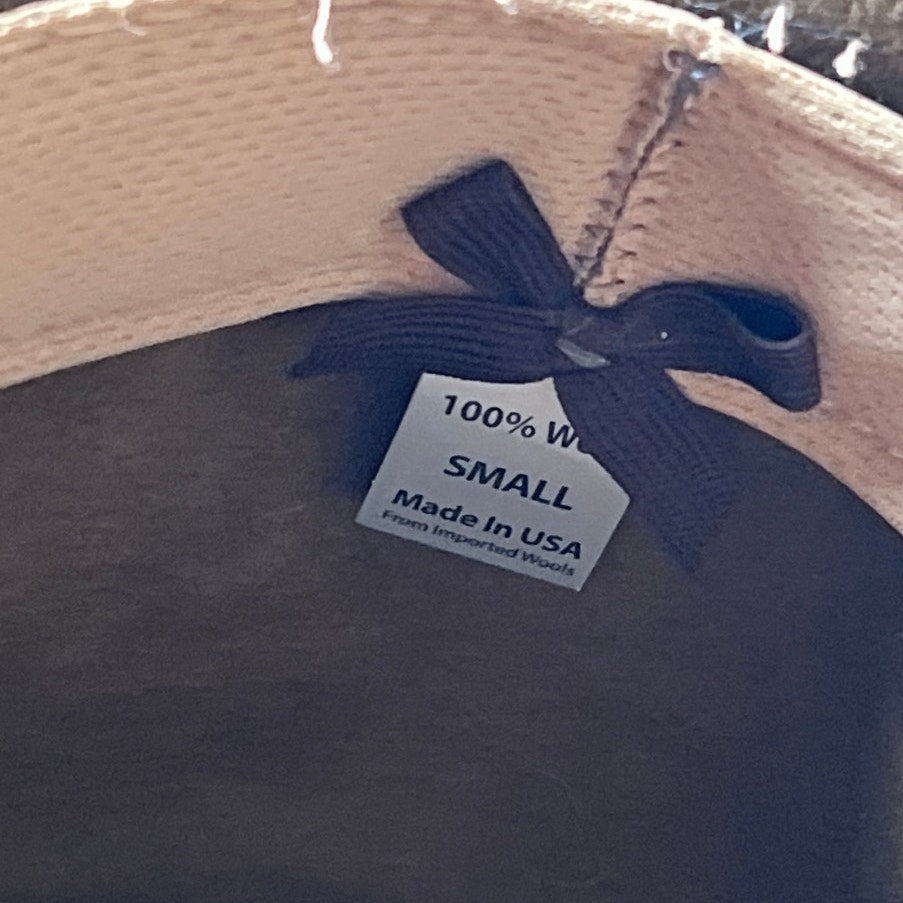 100% W
SMALL
Made In USA
From Imported Wools